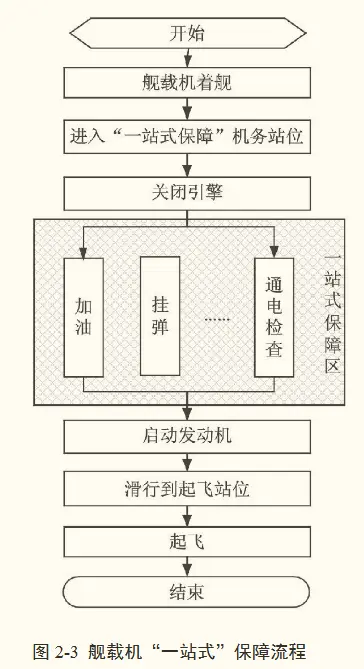 开始
舰载机着舰
进入“一站式保障”机务站位
关闭引擎
加油
挂弹
……
通电检查
一站式保障区
启动发动机
滑行到起飞站位
起飞
结束
图 2-3 舰载机“一站式”保障流程